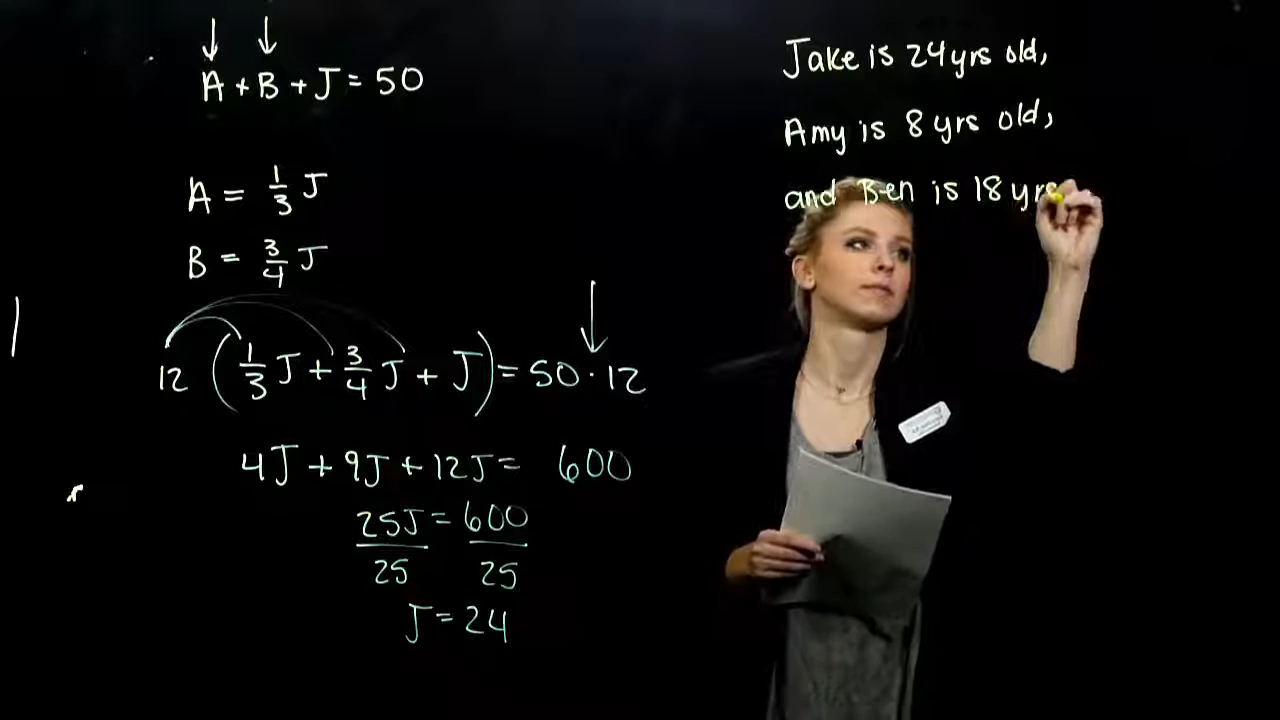 A + B + J = 50
A = 1/3 J
B = 3/4 J
12 (1/3 J + 3/4 J + J) = 50 · 12
4J + 9J + 12J = 600
25J = 600
25 25
J = 24
Jake is 24 yrs old,
Amy is 8 yrs old,
and Ben is 18 yrs